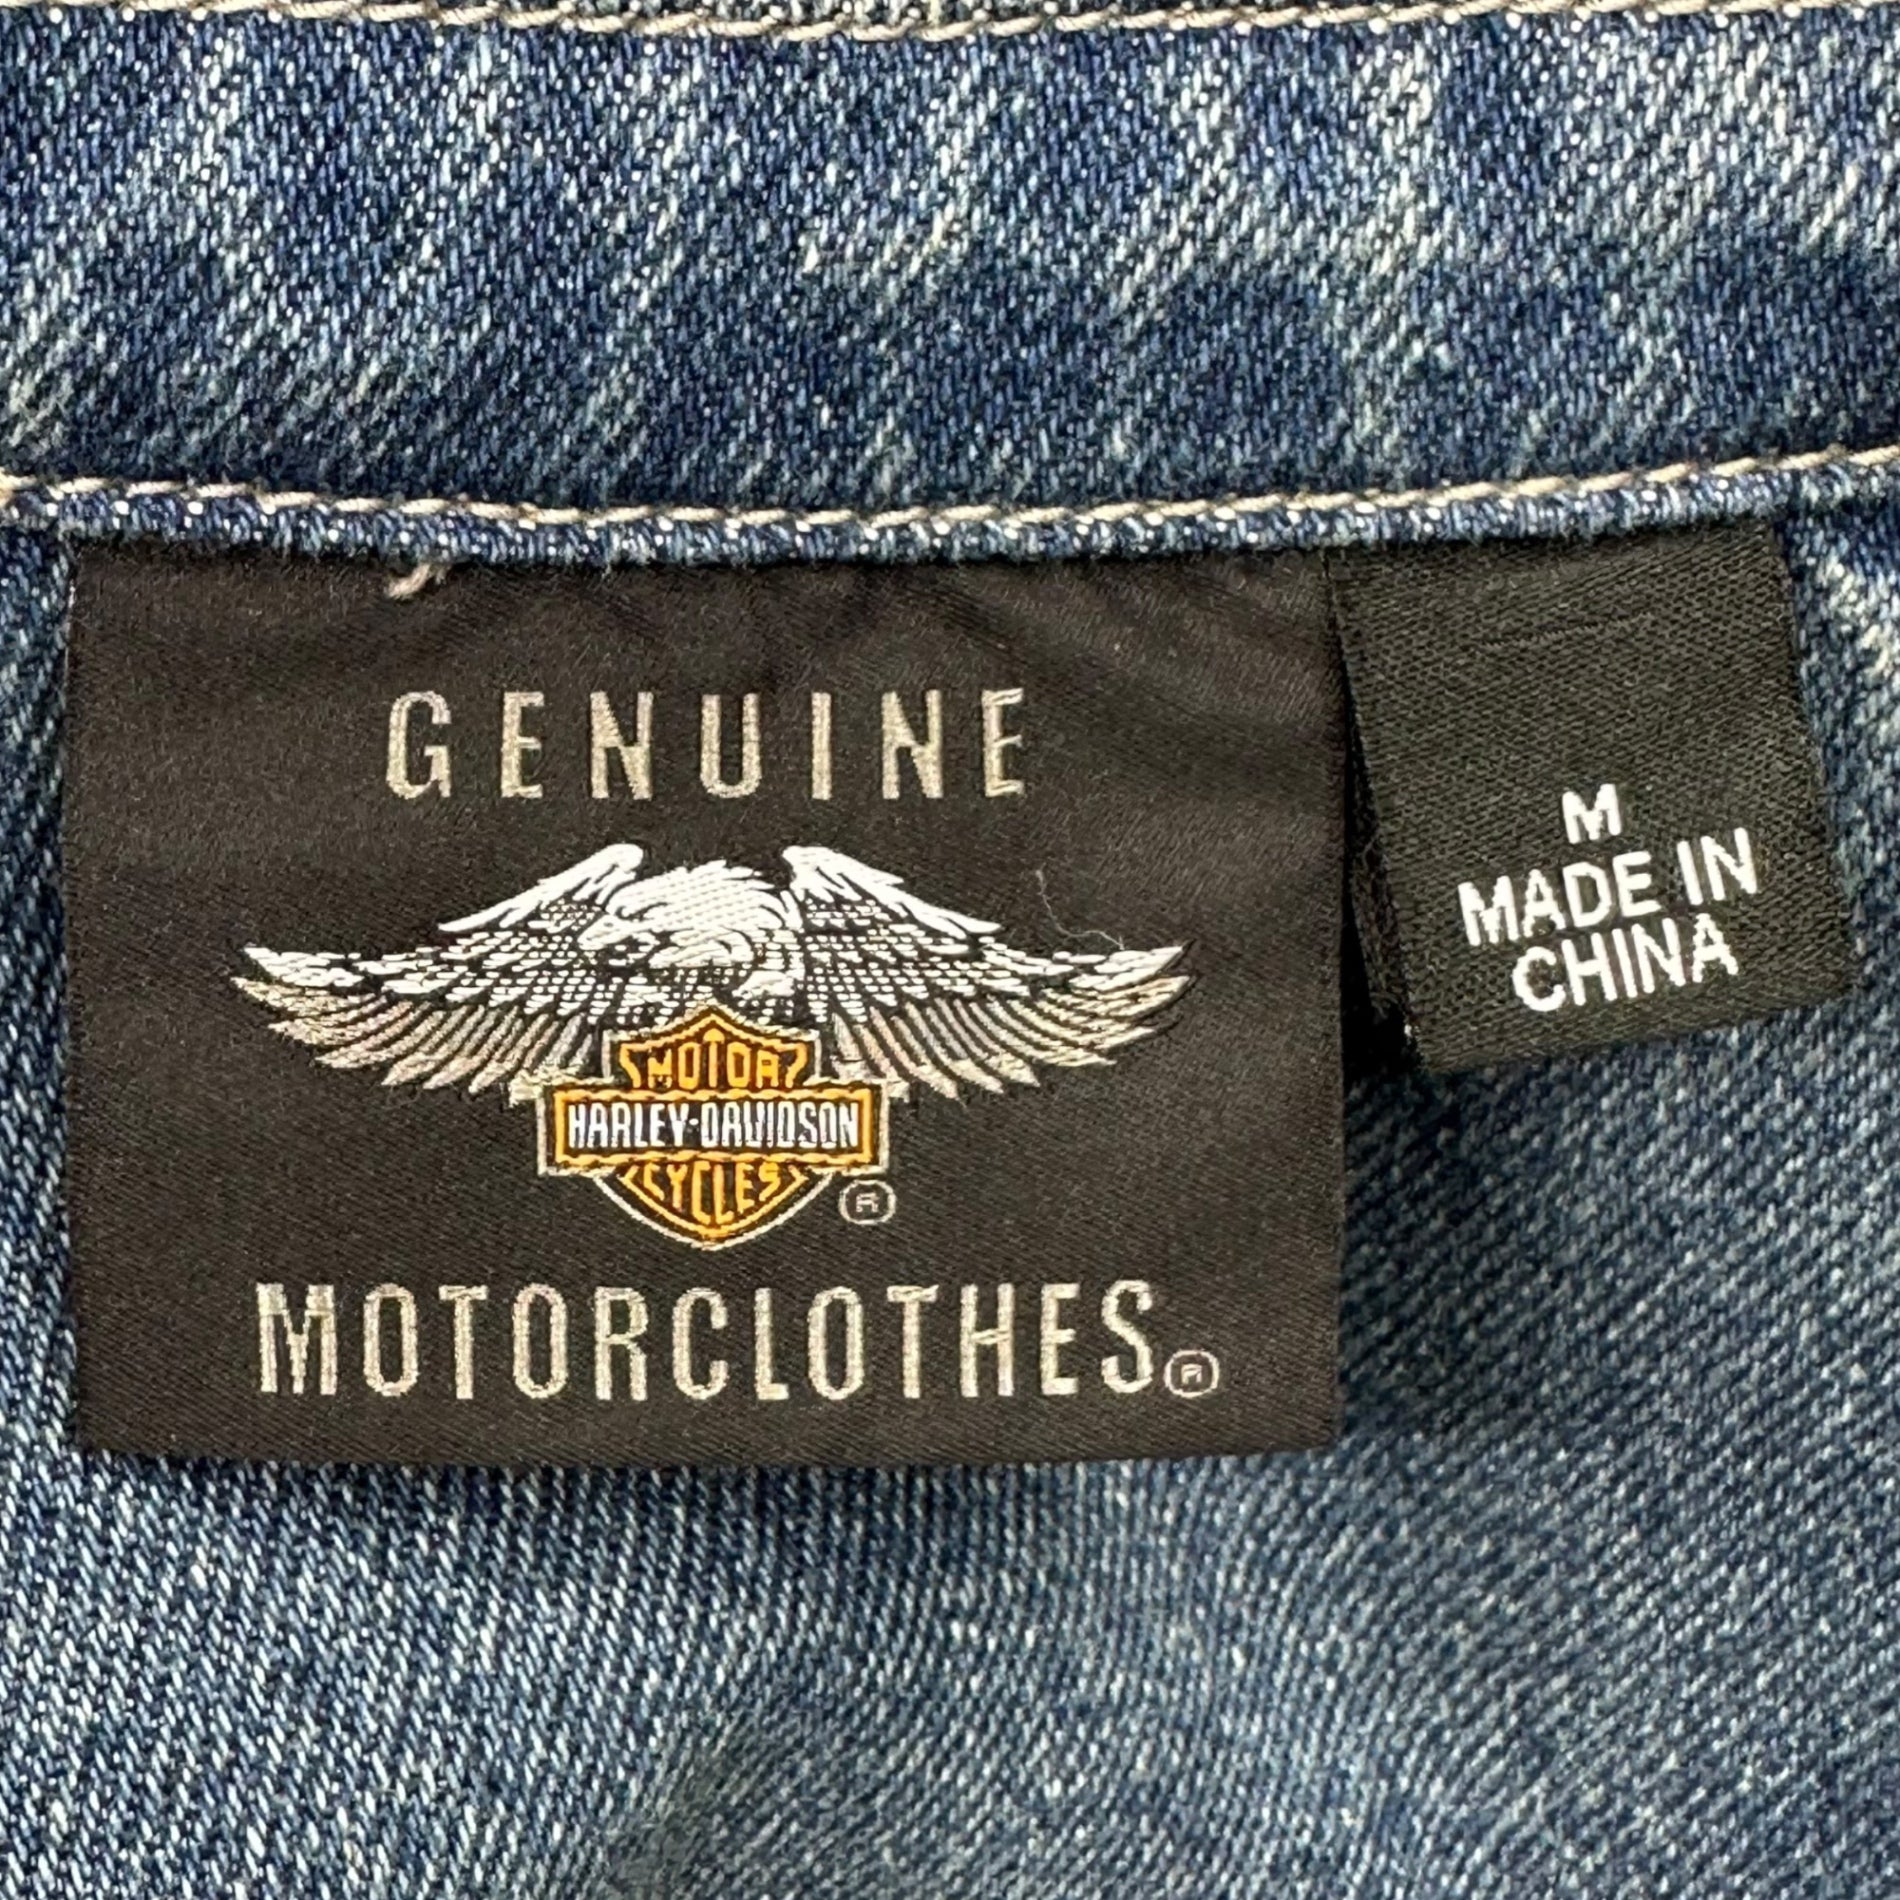 GENUINE
MOTOR
HARLEY-DAVIDSON
CYCLES
®
MOTORCLOTHES®
M
MADE IN
CHINA